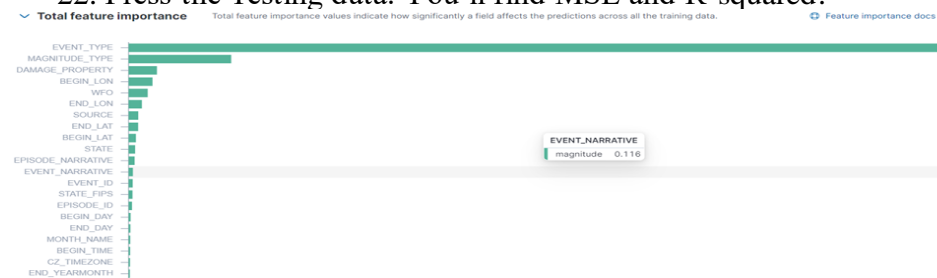 22. Press the Testing data. You'll find MSE and R-squared.
Total feature importance Total feature importance values indicate how significantly a field affects the predictions across all the training data. Feature importance docs
EVENT_TYPE
MAGNITUDE_TYPE
DAMAGE_PROPERTY
BEGIN_LON
WFO
END_LON
SOURCE
END_LAT
BEGIN_LAT
EVENT_NARRATIVE
STATE
magnitude 0.116
EPISODE_NARRATIVE
EVENT_NARRATIVE
EVENT_ID
STATE_FIPS
EPISODE_ID
BEGIN_DAY
END_DAY
MONTH_NAME
BEGIN_TIME
CZ_TIMEZONE
END_YEARMONTH